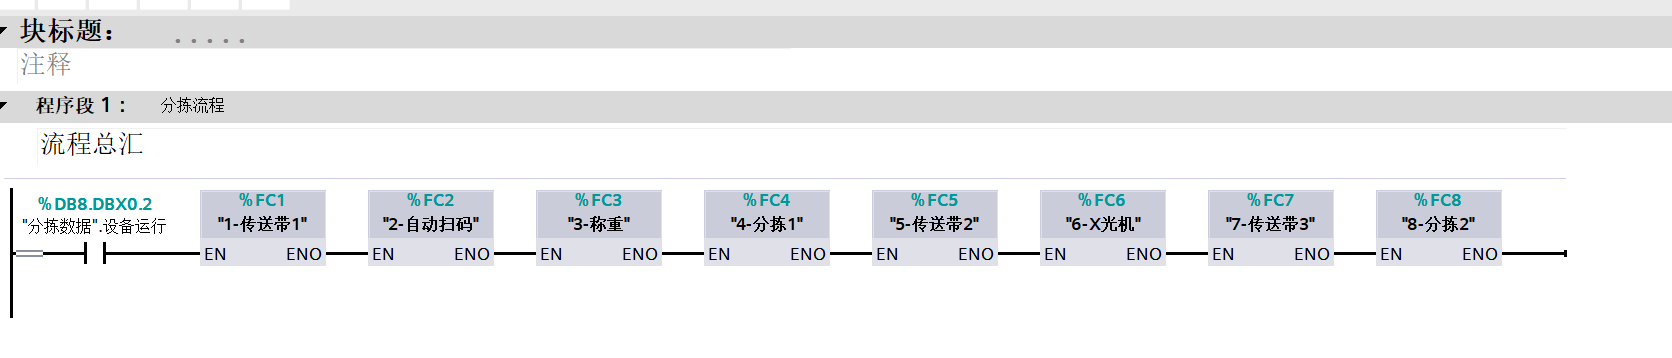 块标题： .....
注释
程序段 1： 分拣流程
流程总汇
%DB8.DBX0.2
"分拣数据".设备运行
%FC1
"1-传送带1"
EN ENO
%FC2
"2-自动扫码"
EN ENO
%FC3
"3-称重"
EN ENO
%FC4
"4-分拣1"
EN ENO
%FC5
"5-传送带2"
EN ENO
%FC6
"6-X光机"
EN ENO
%FC7
"7-传送带3"
EN ENO
%FC8
"8-分拣2"
EN ENO